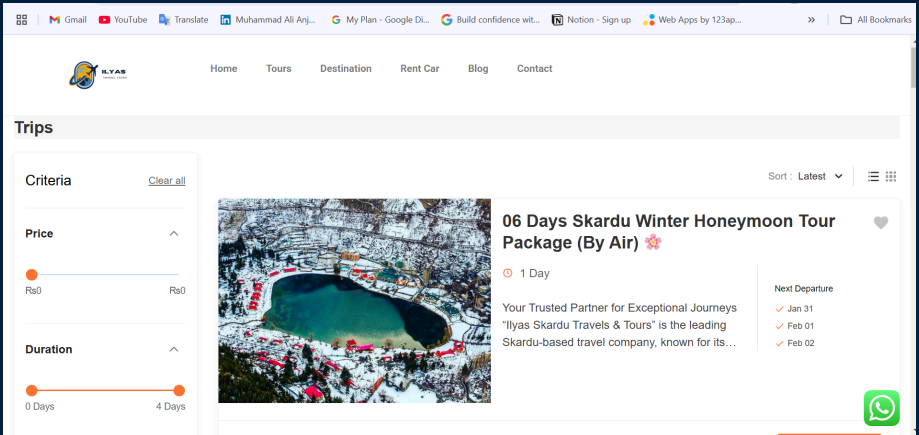 Gmail
YouTube
Translate
Muhammad Ali Anj...
My Plan - Google Di...
Build confidence wit...
Notion - Sign up
Web Apps by 123ap...
»
All Bookmarks
ILYAS
Home
Tours
Destination
Rent Car
Blog
Contact
Trips
Criteria
Clear all
Sort : Latest
Price
₨0 ₨0
Duration
0 Days 4 Days
06 Days Skardu Winter Honeymoon Tour
Package (By Air) 🌸
1 Day
Your Trusted Partner for Exceptional Journeys
“Ilyas Skardu Travels & Tours” is the leading
Skardu-based travel company, known for its…
Next Departure
Jan 31
Feb 01
Feb 02